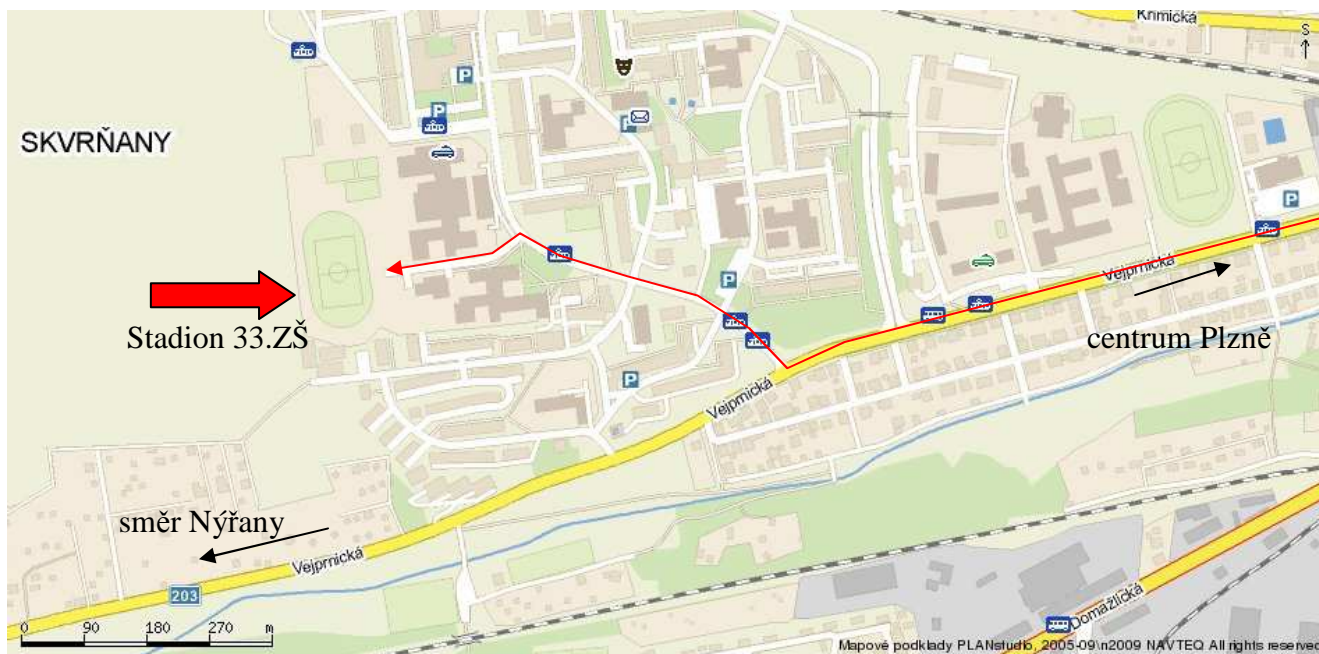 Křimická
S
P
P
P
SKVRŇANY
P
Vejprnická
Stadion 33.ZŠ
P
centrum Plzně
P
Vejprnická
směr Nýřany
Vejprnická
203
Domažlická
0 90 180 270 m
Mapové podklady PLANstudio, 2005-09\n2009 NAVTEQ All rights reserved